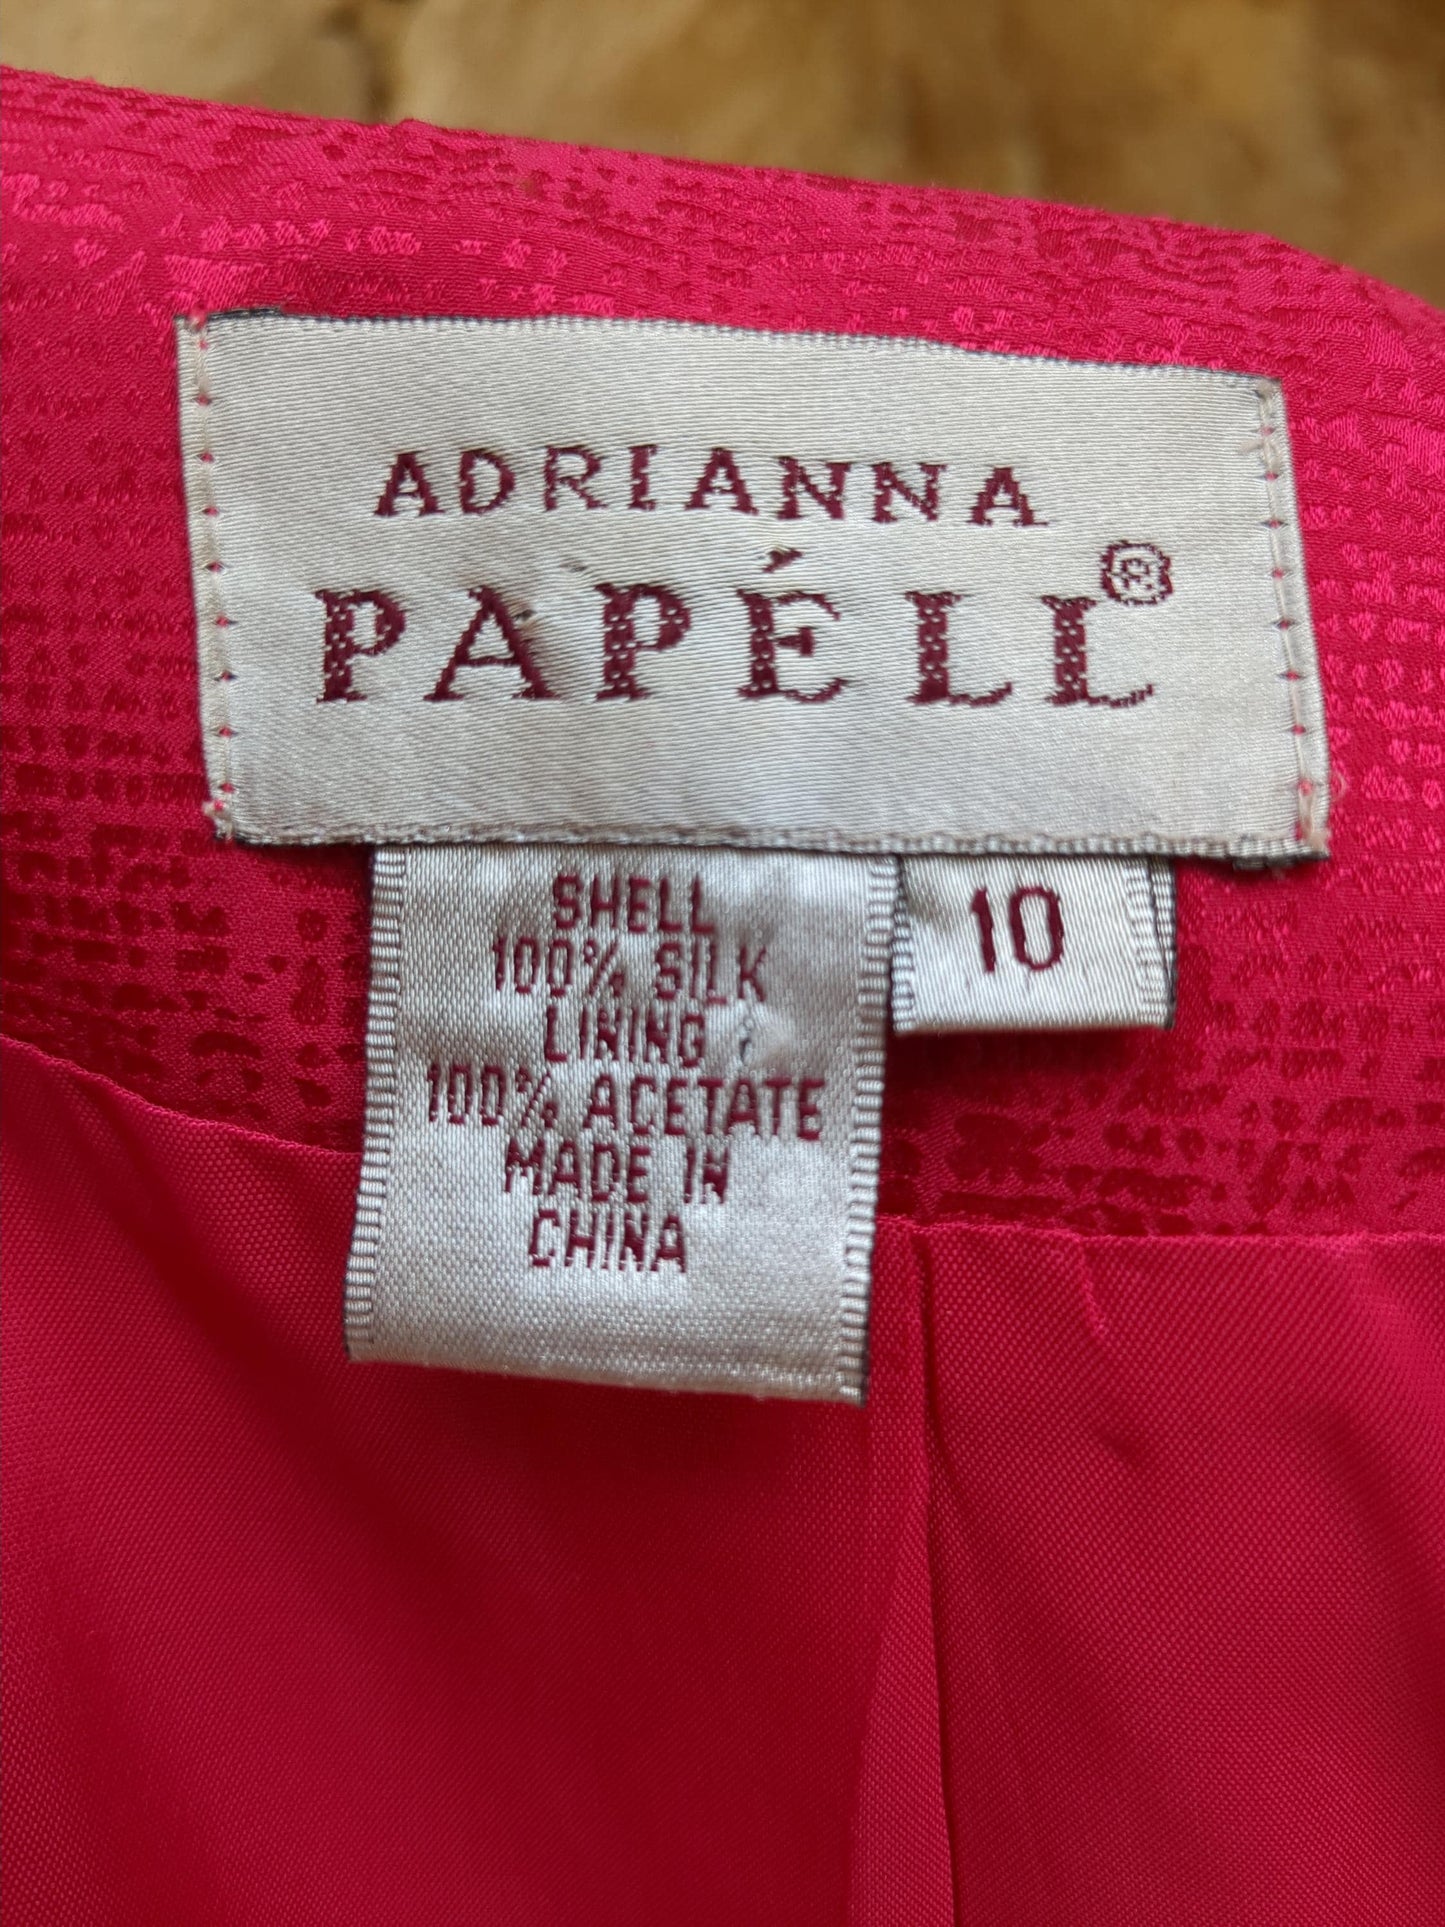 ADRIANNA
PAPÉLL®
SHELL
100% SILK
LINING
100% ACETATE
MADE IN
CHINA
10